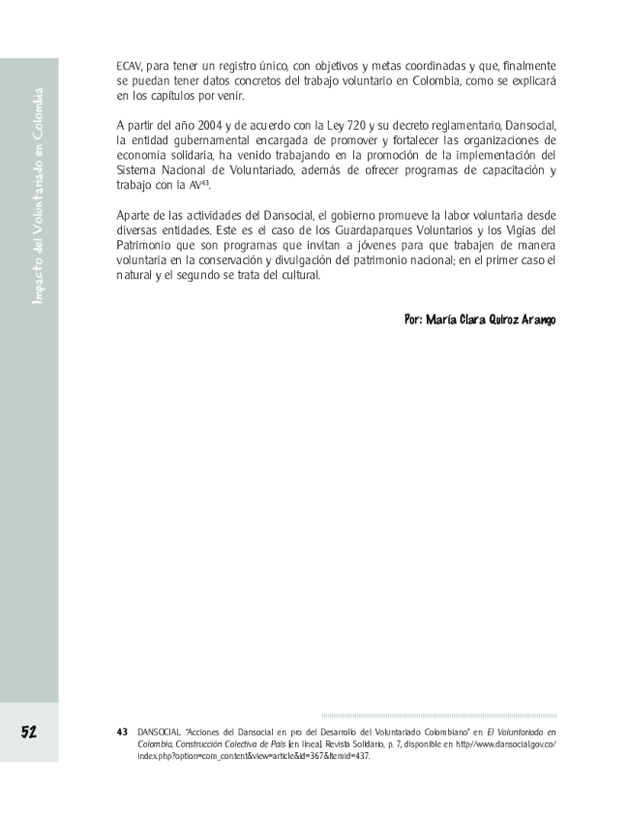 Impacto del Voluntariado en Colombia
ECAV, para tener un registro único, con objetivos y metas coordinadas y que, finalmente
se puedan tener datos concretos del trabajo voluntario en Colombia, como se explicará
en los capítulos por venir.
A partir del año 2004 y de acuerdo con la Ley 720 y su decreto reglamentario, Dansocial,
la entidad gubernamental encargada de promover y fortalecer las organizaciones de
economía solidaria, ha venido trabajando en la promoción de la implementación del
Sistema Nacional de Voluntariado, además de ofrecer programas de capacitación y
trabajo con la AV43.
Aparte de las actividades del Dansocial, el gobierno promueve la labor voluntaria desde
diversas entidades. Este es el caso de los Guardaparques Voluntarios y los Vigías del
Patrimonio que son programas que invitan a jóvenes para que trabajen de manera
voluntaria en la conservación y divulgación del patrimonio nacional; en el primer caso el
natural y el segundo se trata del cultural.
Por: María Clara Quiroz Arango
52
43 DANSOCIAL, "Acciones del Dansocial en pro del Desarrollo del Voluntariado Colombiano" en El Voluntariado en
Colombia, Construcción Colectiva de País [en línea], Revista Solidario, p. 7, disponible en http://www.dansocial.gov.co/
index.php?option=com_content&view=article&id=367&Itemid=437.